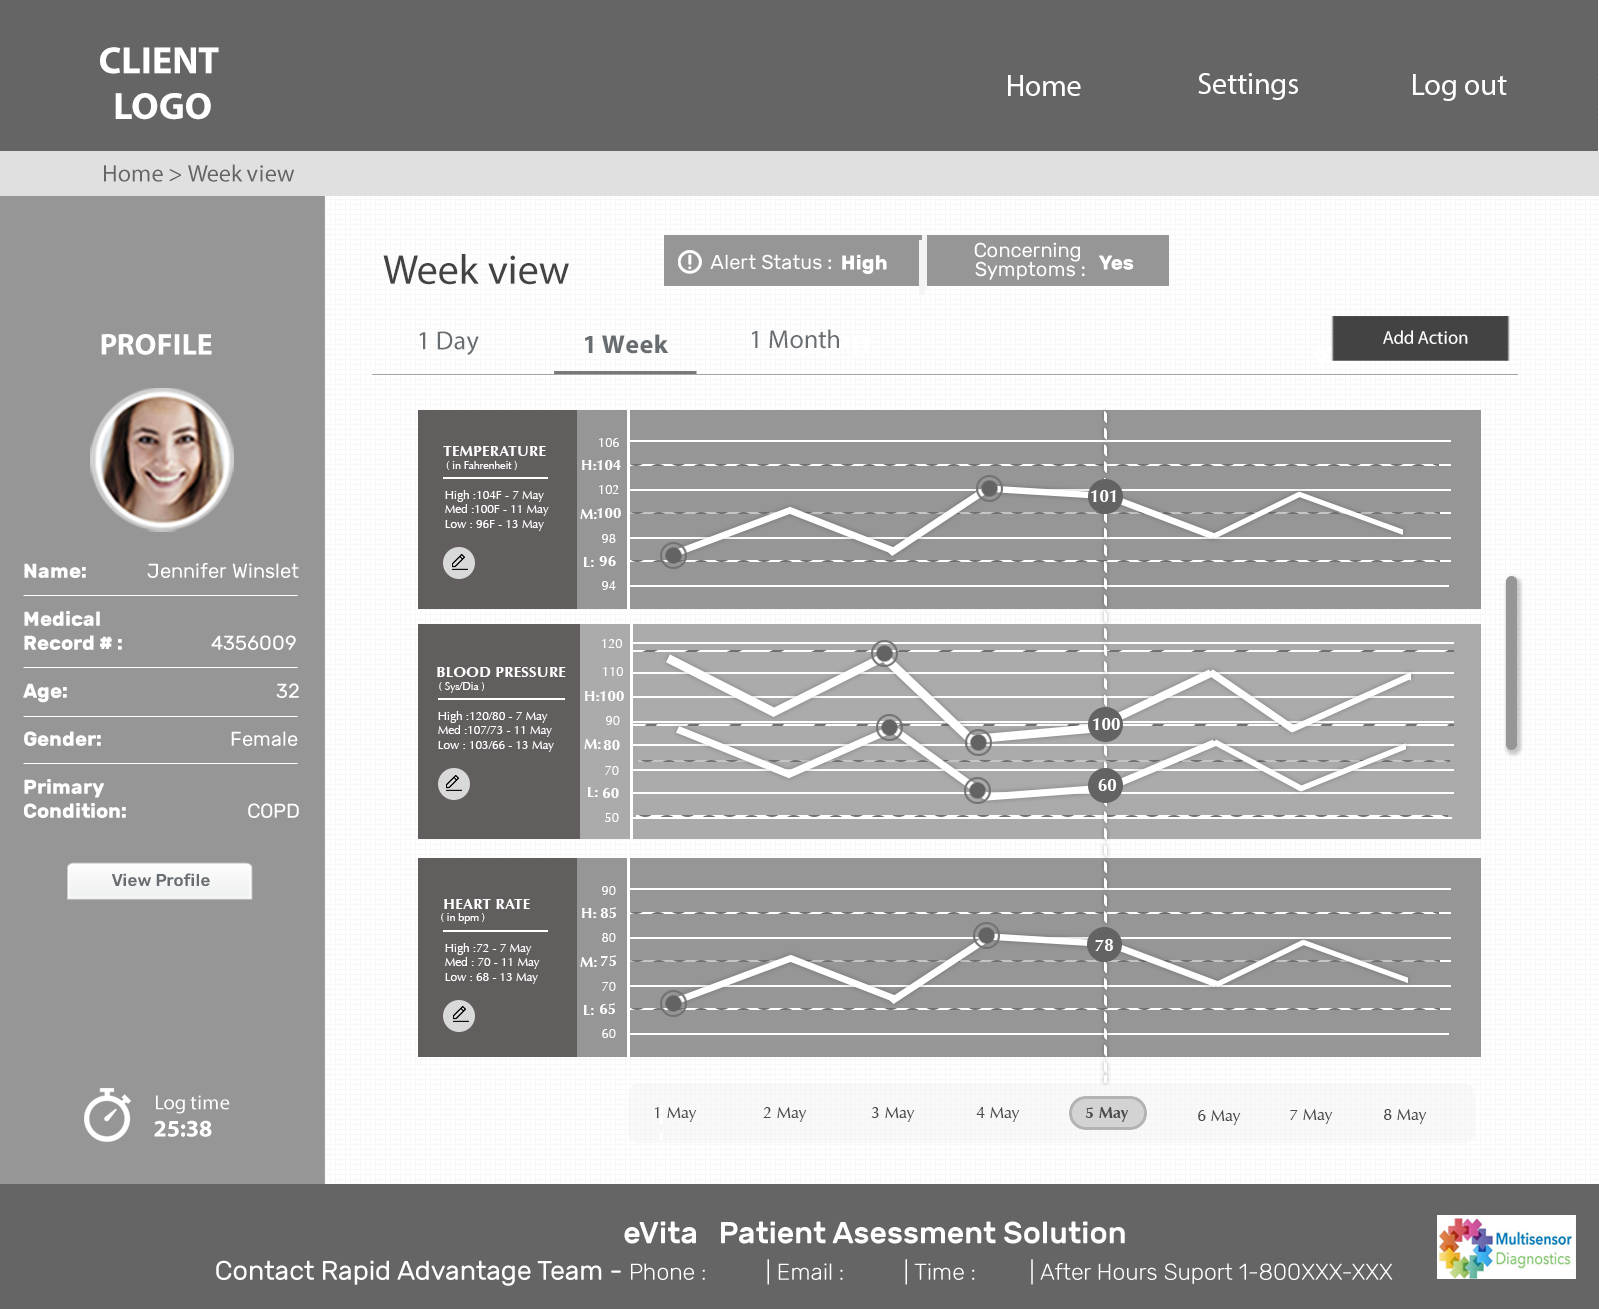 CLIENT
LOGO
Home
Settings
Log out
Home > Week view
Week view
Alert Status : High
Concerning
Symptoms : Yes
1 Day
1 Week
1 Month
Add Action
PROFILE
Name: Jennifer Winslet
Medical
Record # : 4356009
Age: 32
Gender: Female
Primary
Condition: COPD
View Profile
Log time
25:38
TEMPERATURE
( in Fahrenheit )
High :104F - 7 May
Med :100F - 11 May
Low : 96F - 13 May
106
H:104
102
M:100
98
L: 96
94
101
BLOOD PRESSURE
( Sys/Dia )
High :120/80 - 7 May
Med :107/73 - 11 May
Low : 103/66 - 13 May
120
110
H:100
90
M:80
70
L: 60
50
100
60
HEART RATE
( in bpm )
High :72 - 7 May
Med : 70 - 11 May
Low : 68 - 13 May
90
H: 85
80
M: 75
70
L: 65
60
78
1 May
2 May
3 May
4 May
5 May
6 May
7 May
8 May
eVita Patient Asessment Solution
Contact Rapid Advantage Team - Phone : | Email : | Time : | After Hours Suport 1-800XXX-XXX
Multisensor
Diagnostics